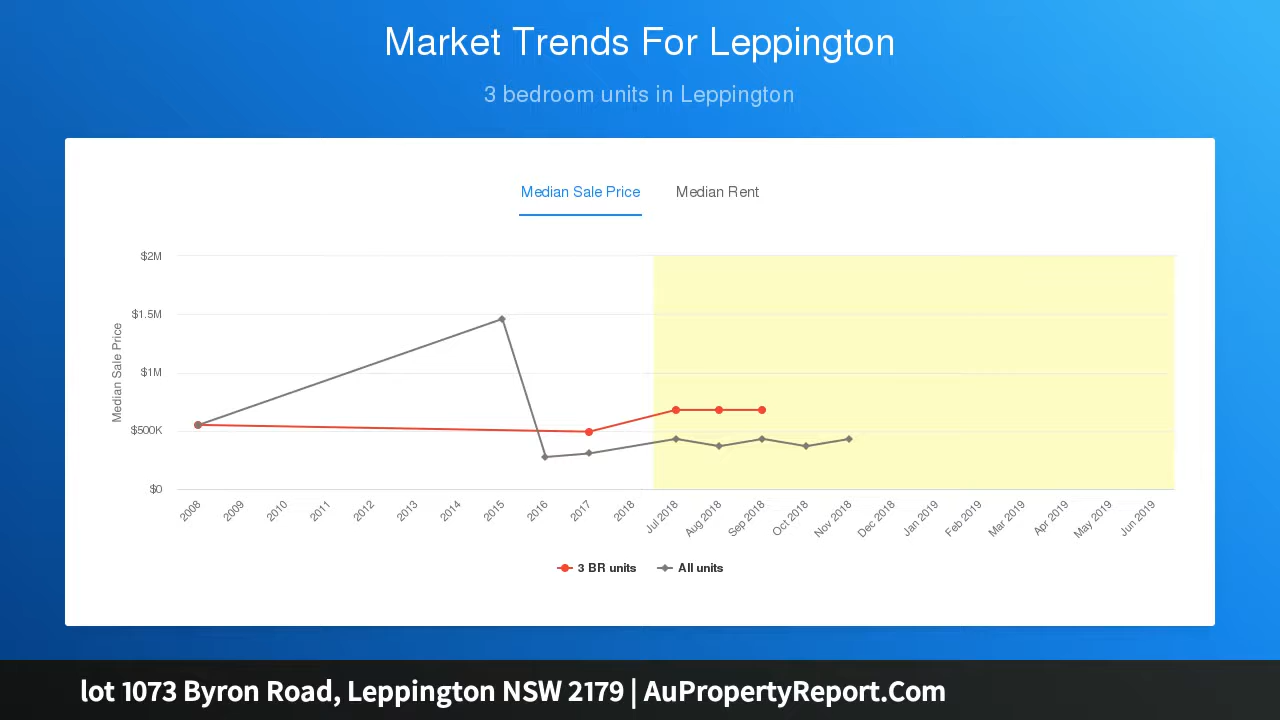 Market Trends For Leppington
3 bedroom units in Leppington
Median Sale Price Median Rent
$2M
$1.5M
$1M
$500K
$0
Median Sale Price
2008 2009 2010 2011 2012 2013 2014 2015 2016 2017 2018 Jul 2018 Aug 2018 Sep 2018 Oct 2018 Nov 2018 Dec 2018 Jan 2019 Feb 2019 Mar 2019 Apr 2019 May 2019 Jun 2019
3 BR units All units
lot 1073 Byron Road, Leppington NSW 2179 | AuPropertyReport.Com